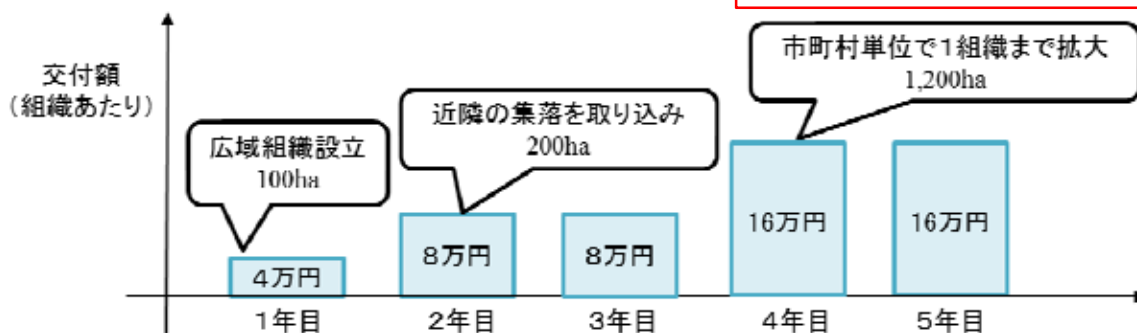 交付額
（組織あたり）
広域組織設立
100ha
近隣の集落を取り込み
200ha
市町村単位で１組織まで拡大
1,200ha
４万円
８万円
８万円
16万円
16万円
１年目
２年目
３年目
４年目
５年目